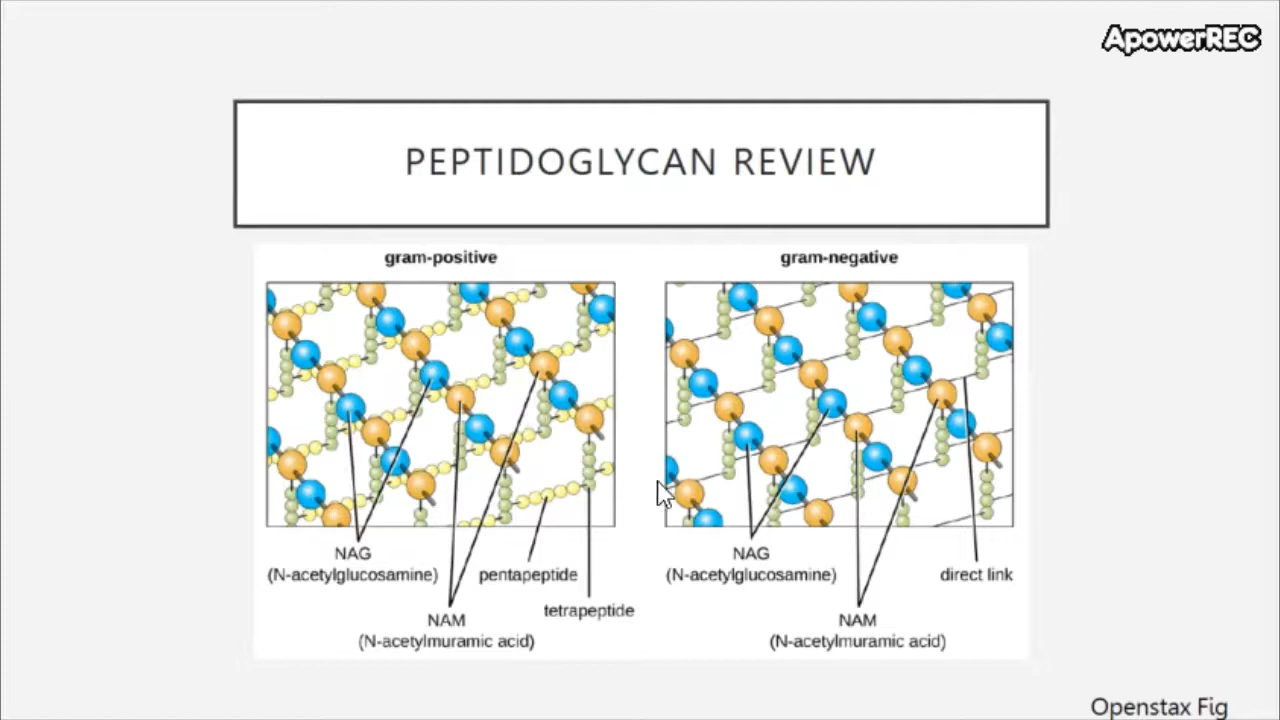 ApowerREC
PEPTIDOGLYCAN REVIEW
gram-positive
gram-negative
NAG
(N-acetylglucosamine)
pentapeptide
tetrapeptide
NAM
(N-acetylmuramic acid)
NAG
(N-acetylglucosamine)
direct link
NAM
(N-acetylmuramic acid)
Openstax Fig